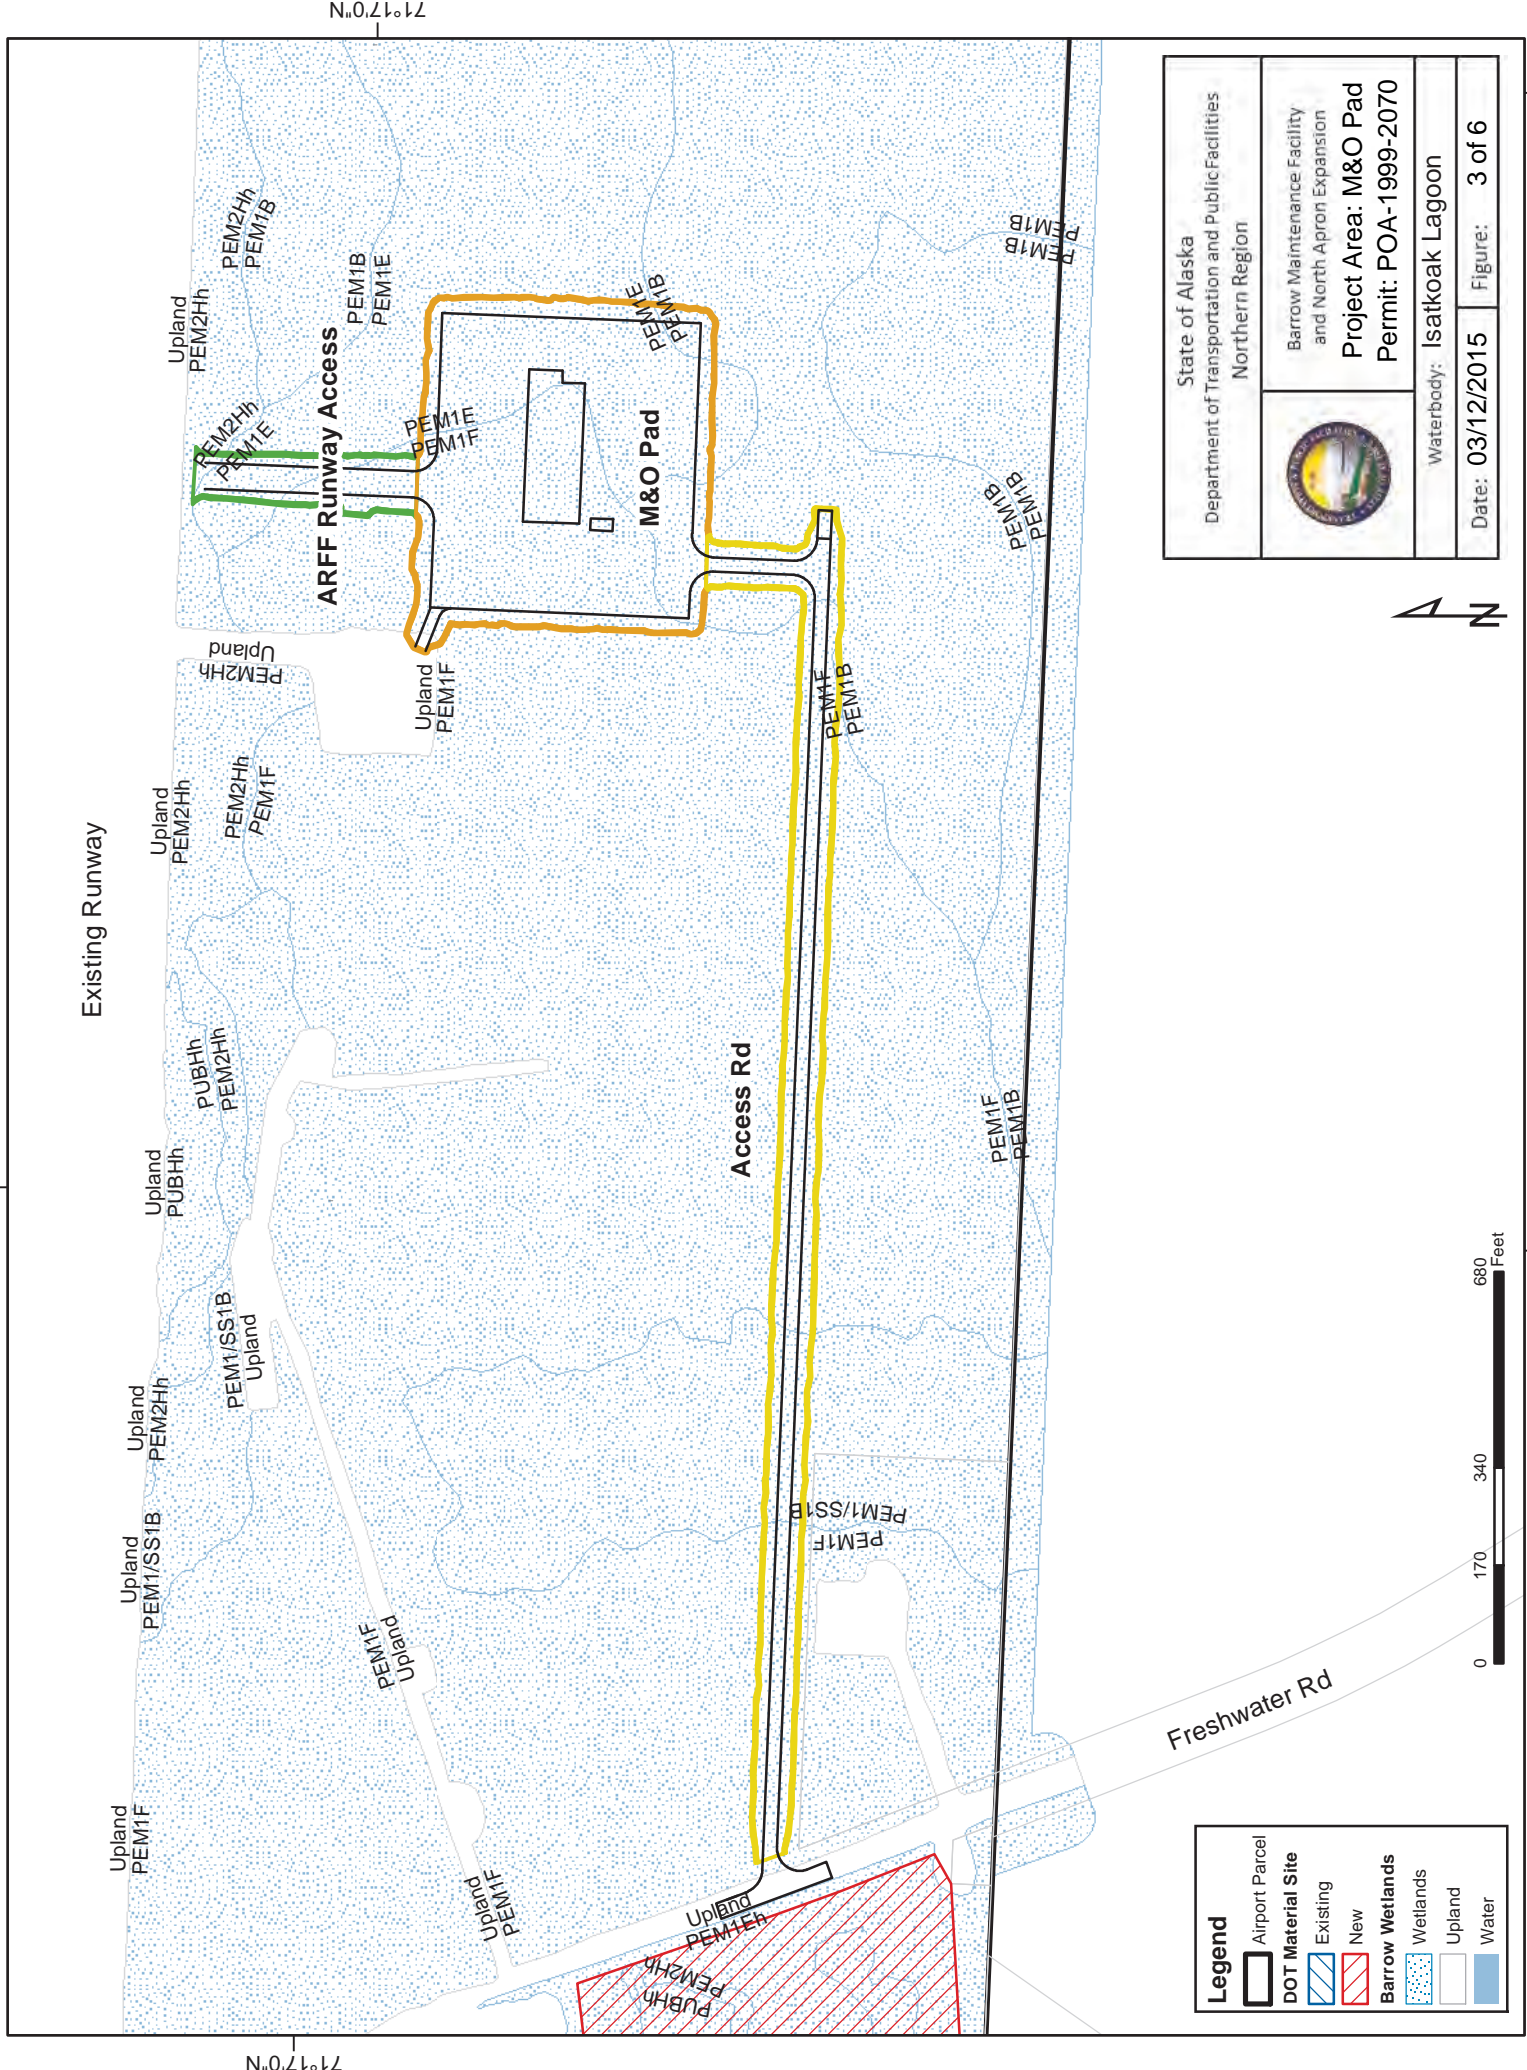 71°17'0"N
Existing Runway
Upland
PEM1F
Upland
PEM1/SS1B
Upland
PEM2Hh
Upland
PUBHh
Upland
PEM2Hh
Upland
PEM2Hh
PUBHh
PEM2Hh
PEM2Hh
PEM1F
PEM2Hh
Upland
PEM2Hh
PEM1E
PEM2Hh
PEM1B
PEM1B
PEM1E
PEM1/SS1B
Upland
ARFF Runway Access
PEM1F
Upland
Upland
PEM1F
PEM1E
PEM1F
Upland
PEM1F
M&O Pad
PEM1E
PEM1B
Access Rd
Upland
PEM1Eh
PUBHh
PEM2Hh
PEM1F
PEM1/SS1B
PEM1F
PEM1B
PEM1F
PEM1B
PEM1B
PEM1B
PEM1B
PEM1B
Freshwater Rd
71°17'0"N
Legend
Airport Parcel
DOT Material Site
Existing
New
Barrow Wetlands
Wetlands
Upland
Water
0 170 340 680
Feet
N
State of Alaska
Department of Transportation and Public Facilities
Northern Region
Barrow Maintenance Facility
and North Apron Expansion
Project Area: M&O Pad
Permit: POA-1999-2070
Waterbody: Isatkoak Lagoon
Date: 03/12/2015 Figure: 3 of 6